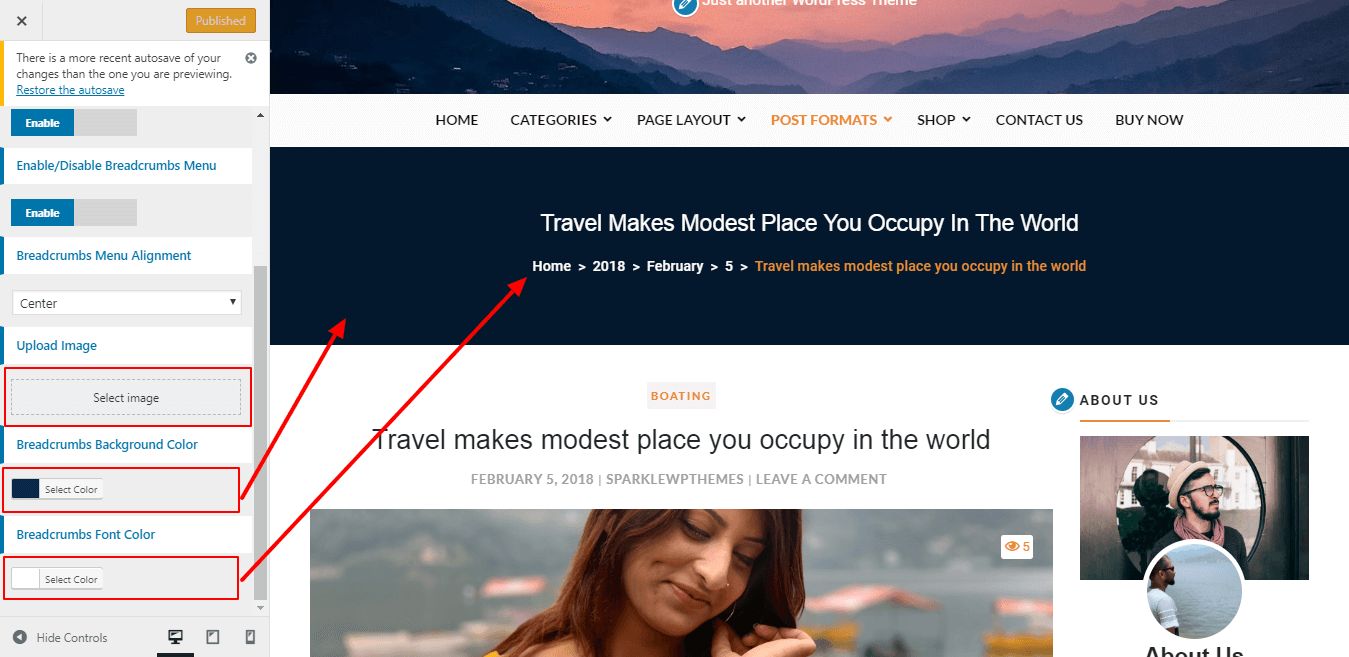 Published
There is a more recent autosave of your
changes than the one you are previewing.
Restore the autosave
Enable
Enable/Disable Breadcrumbs Menu
Enable
Breadcrumbs Menu Alignment
Center
Upload Image
Select image
Breadcrumbs Background Color
Select Color
Breadcrumbs Font Color
Select Color
Hide Controls
Just another WordPress Theme
HOME CATEGORIES PAGE LAYOUT POST FORMATS SHOP CONTACT US BUY NOW
Travel Makes Modest Place You Occupy In The World
Home > 2018 > February > 5 > Travel makes modest place you occupy in the world
BOATING
Travel makes modest place you occupy in the world
FEBRUARY 5, 2018 | SPARKLEWPTHEMES | LEAVE A COMMENT
5
ABOUT US
About Us